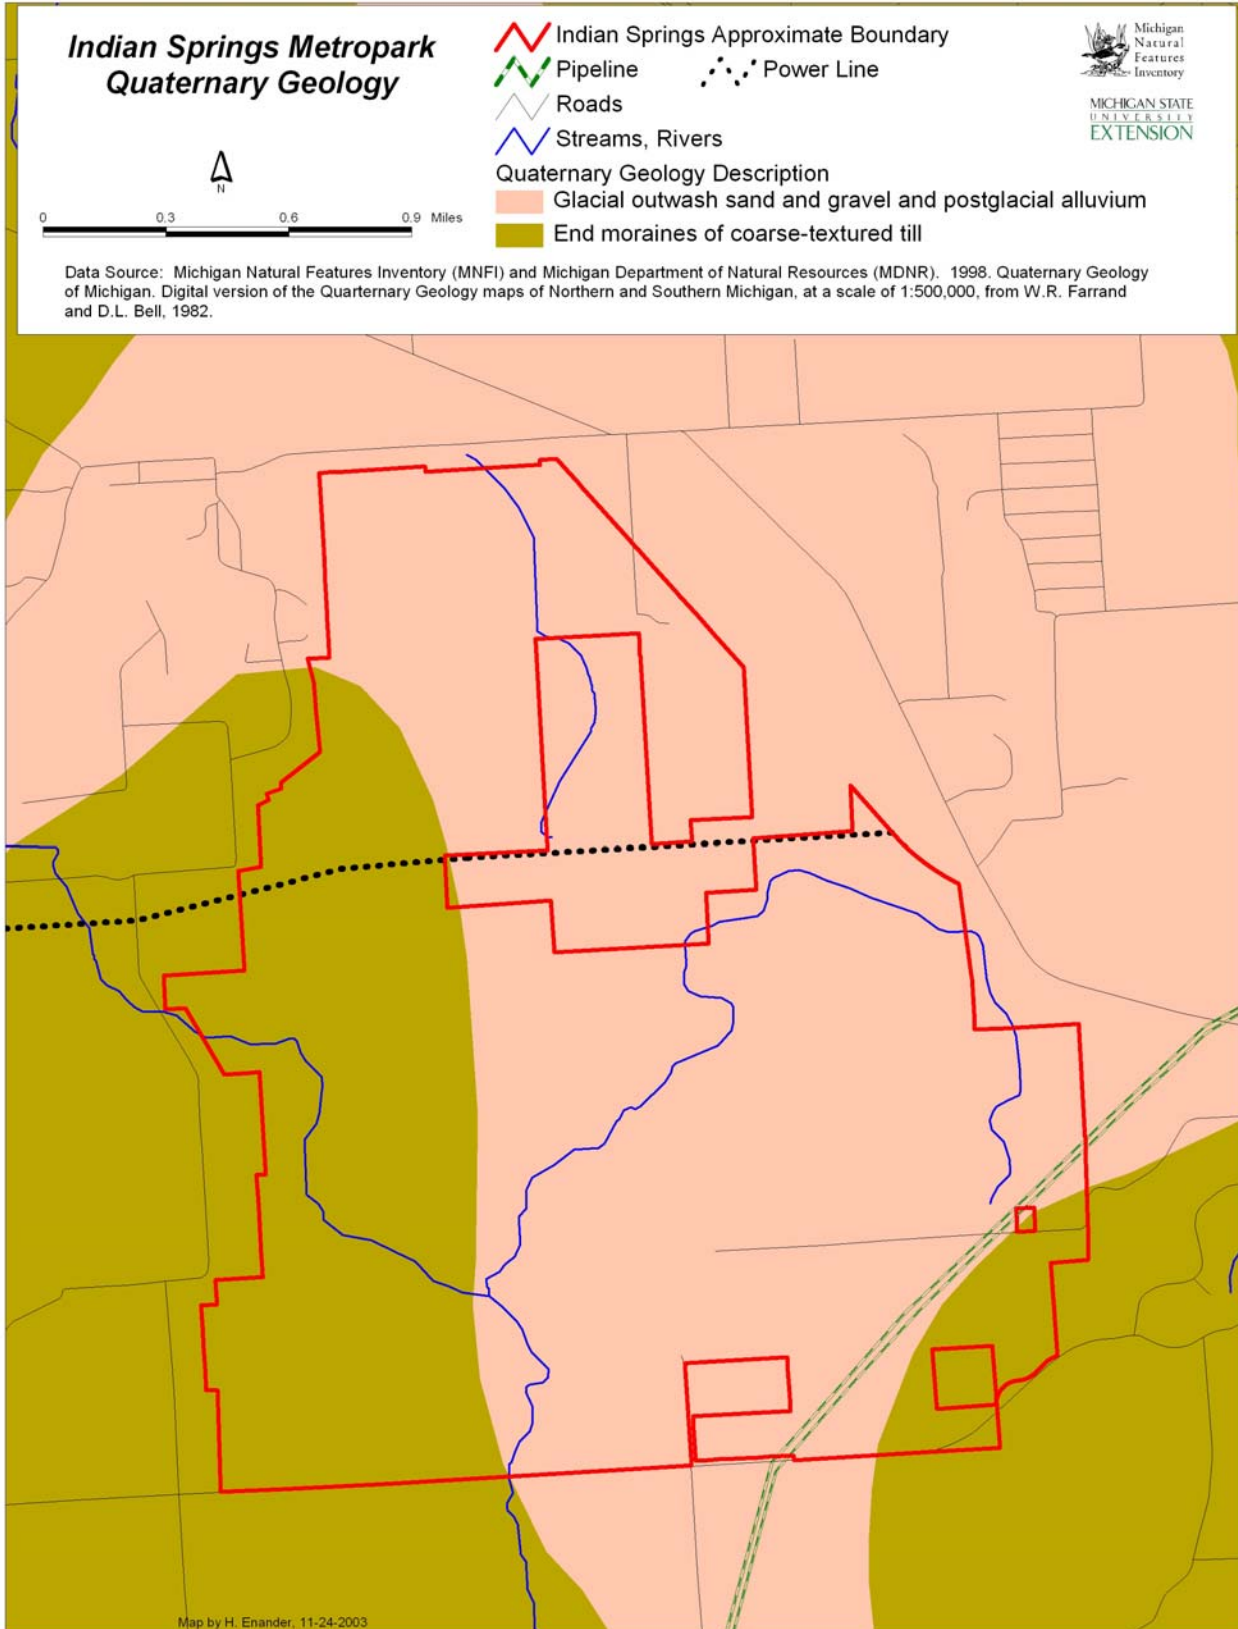 Indian Springs Metropark
Quaternary Geology
N
0 0.3 0.6 0.9 Miles
Indian Springs Approximate Boundary
Pipeline Power Line
Roads
Streams, Rivers
Quaternary Geology Description
Glacial outwash sand and gravel and postglacial alluvium
End moraines of coarse-textured till
Michigan
Natural
Features
Inventory
MICHIGAN STATE
UNIVERSITY
EXTENSION
Data Source: Michigan Natural Features Inventory (MNFI) and Michigan Department of Natural Resources (MDNR). 1998. Quaternary Geology
of Michigan. Digital version of the Quarternary Geology maps of Northern and Southern Michigan, at a scale of 1:500,000, from W.R. Farrand
and D.L. Bell, 1982.
Map by H. Enander, 11-24-2003